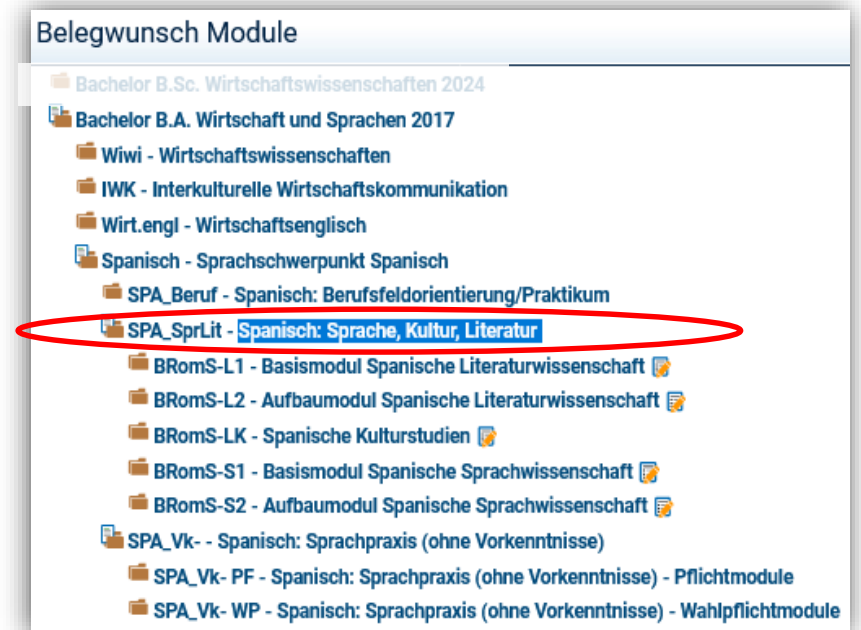 Belegwunsch Module
Bachelor B.Sc. Wirtschaftswissenschaften 2024
Bachelor B.A. Wirtschaft und Sprachen 2017
Wiwi - Wirtschaftswissenschaften
IWK - Interkulturelle Wirtschaftskommunikation
Wirt.engl - Wirtschaftsenglisch
Spanisch - Sprachschwerpunkt Spanisch
SPA_Beruf - Spanisch: Berufsfeldorientierung/Praktikum
SPA_SprLit - Spanisch: Sprache, Kultur, Literatur
BRomS-L1 - Basismodul Spanische Literaturwissenschaft
BRomS-L2 - Aufbaumodul Spanische Literaturwissenschaft
BRomS-LK - Spanische Kulturstudien
BRomS-S1 - Basismodul Spanische Sprachwissenschaft
BRomS-S2 - Aufbaumodul Spanische Sprachwissenschaft
SPA_Vk- - Spanisch: Sprachpraxis (ohne Vorkenntnisse)
SPA_Vk- PF - Spanisch: Sprachpraxis (ohne Vorkenntnisse) - Pflichtmodule
SPA_Vk- WP - Spanisch: Sprachpraxis (ohne Vorkenntnisse) - Wahlpflichtmodule